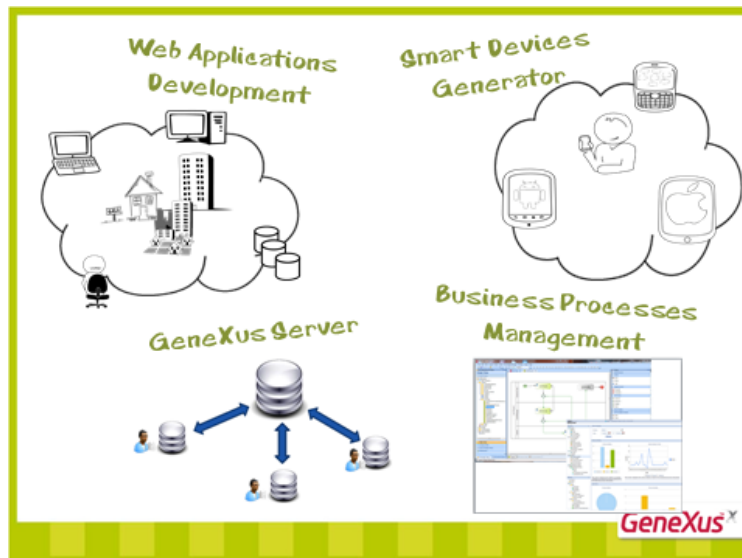 Web Applications
Development
Smart Devices
Generator
GeneXus Server
Business Processes
Management
GeneXus X